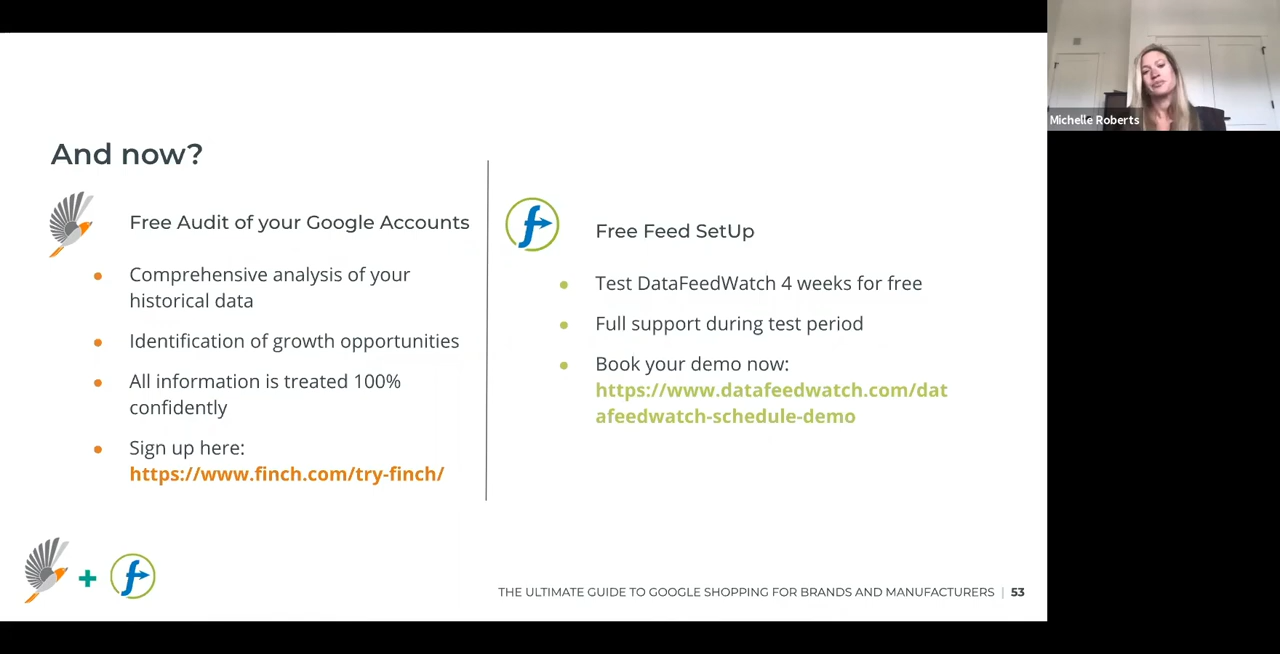 And now?
Free Audit of your Google Accounts
Comprehensive analysis of your
historical data
Identification of growth opportunities
All information is treated 100%
confidently
Sign up here:
https://www.finch.com/try-finch/
Free Feed SetUp
Test DataFeedWatch 4 weeks for free
Full support during test period
Book your demo now:
https://www.datafeedwatch.com/dat
afeedwatch-schedule-demo
THE ULTIMATE GUIDE TO GOOGLE SHOPPING FOR BRANDS AND MANUFACTURERS | 53
Michelle Roberts